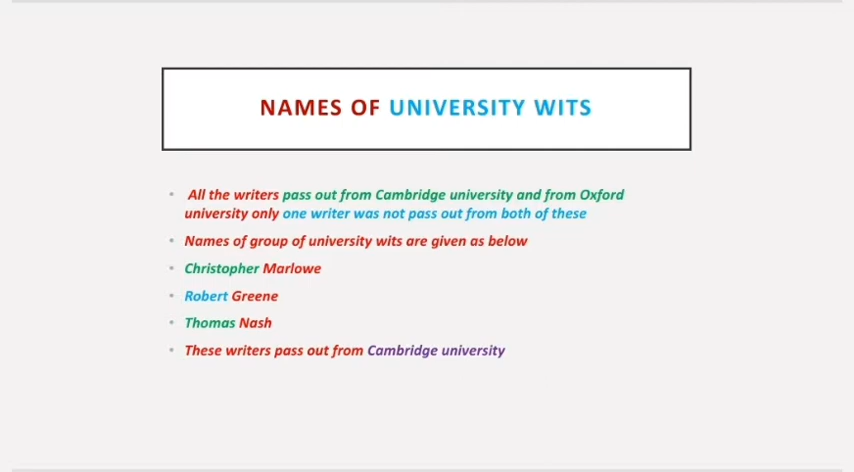 NAMES OF UNIVERSITY WITS
All the writers pass out from Cambridge university and from Oxford
university only one writer was not pass out from both of these
Names of group of university wits are given as below
Christopher Marlowe
Robert Greene
Thomas Nash
These writers pass out from Cambridge university